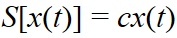 S[x(t)] = cx(t)